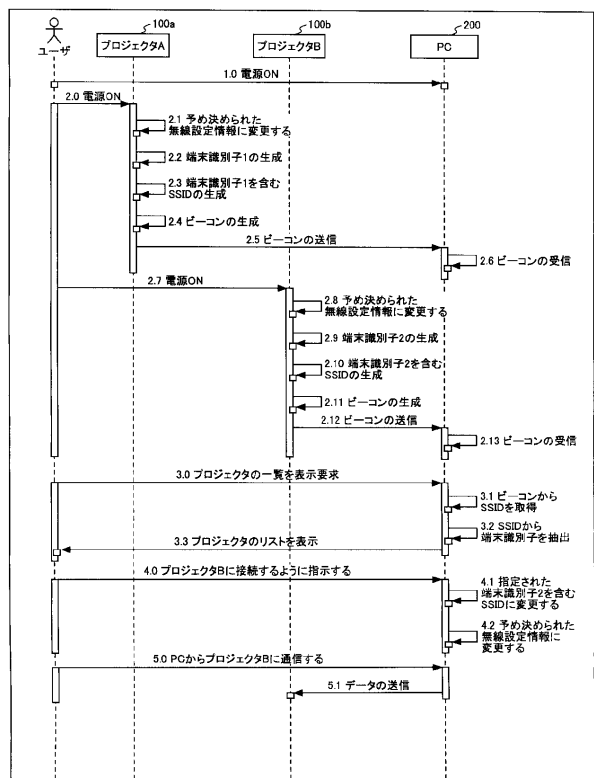 100a
100b
200
ユーザ
プロジェクタA
プロジェクタB
PC
1.0 電源ON
2.0 電源ON
2.1 予め決められた
無線設定情報に変更する
2.2 端末識別子1の生成
2.3 端末識別子1を含む
SSIDの生成
2.4 ビーコンの生成
2.5 ビーコンの送信
2.6 ビーコンの受信
2.7 電源ON
2.8 予め決められた
無線設定情報に変更する
2.9 端末識別子2の生成
2.10 端末識別子2を含む
SSIDの生成
2.11 ビーコンの生成
2.12 ビーコンの送信
2.13 ビーコンの受信
3.0 プロジェクタの一覧を表示要求
3.1 ビーコンから
SSIDを取得
3.2 SSIDから
端末識別子を抽出
3.3 プロジェクタのリストを表示
4.0 プロジェクタBに接続するように指示する
4.1 指定された
端末識別子2を含む
SSIDに変更する
4.2 予め決められた
無線設定情報に
変更する
5.0 PCからプロジェクタBに通信する
5.1 データの送信